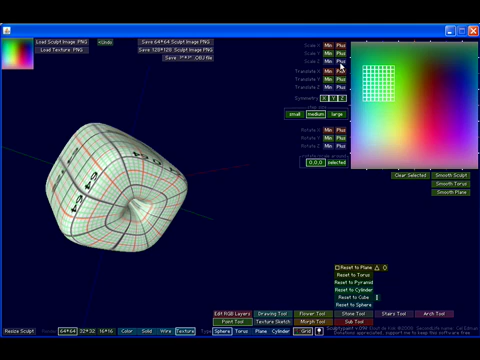 Load Sculpt Image .PNG
Load Texture .PNG
<Undo
Save 64*64 Sculpt Image .PNG
Save 128*128 Sculpt Image .PNG
Save .OBJ file
Scale X Min Plus
Scale Y Min Plus
Scale Z Min Plus
Translate X Min Plus
Translate Y Min Plus
Translate Z Min Plus
Symmetry X Y Z
small medium large
Rotate X Min Plus
Rotate Y Min Plus
Rotate Z Min Plus
0.0.0 selected
Clear Selected
Smooth Sculpt
Smooth Torus
Smooth Plane
Reset to Plane
Reset to Torus
Reset to Pyramid
Reset to Cylinder
Reset to Cube
Reset to Sphere
Edit RGB Layers Drawing Tool Flower Tool Stone Tool Stairs Tool Arch Tool
Point Tool Texture Sketch Morph Tool Sub Tool
Resize Sculpt 64*64 32*32 16* Color Solid Wire Texture Sphere Torus Plane Cylinder Grid